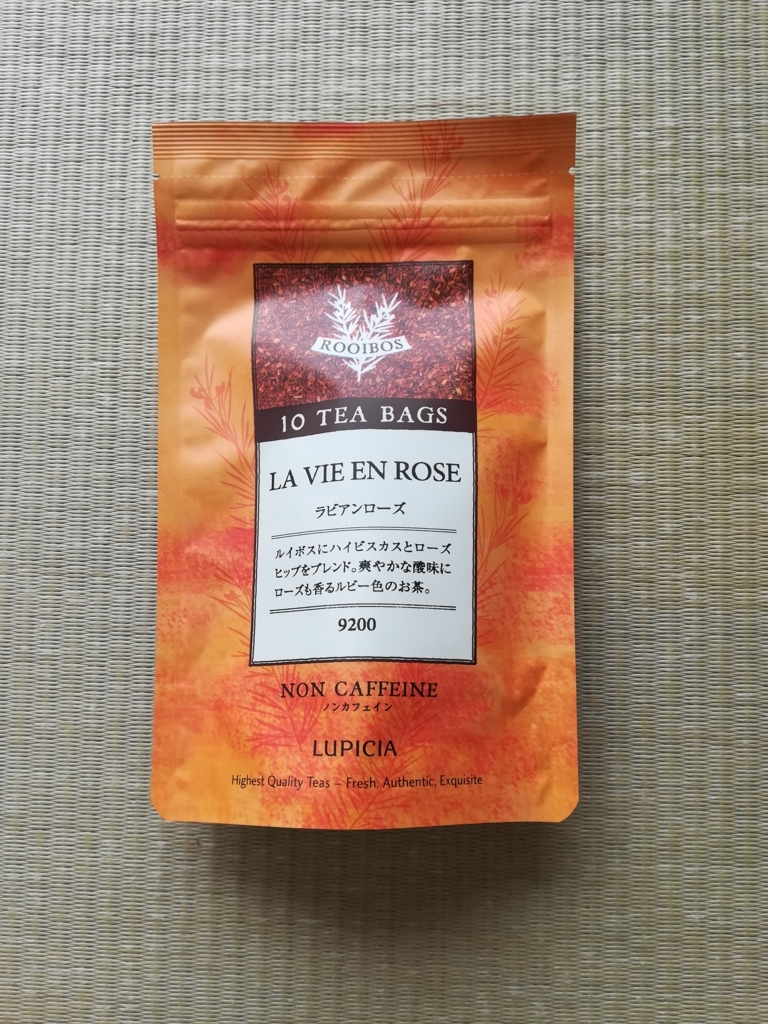 ROOIBOS
10 TEA BAGS
LA VIE EN ROSE
ラビアンローズ
ルイボスにハイビスカスとローズ
ヒップをブレンド。爽やかな酸味に
ローズも香るルビー色のお茶。
9200
NON CAFFEINE
ノンカフェイン
LUPICIA
Highest Quality Teas – Fresh, Authentic, Exquisite